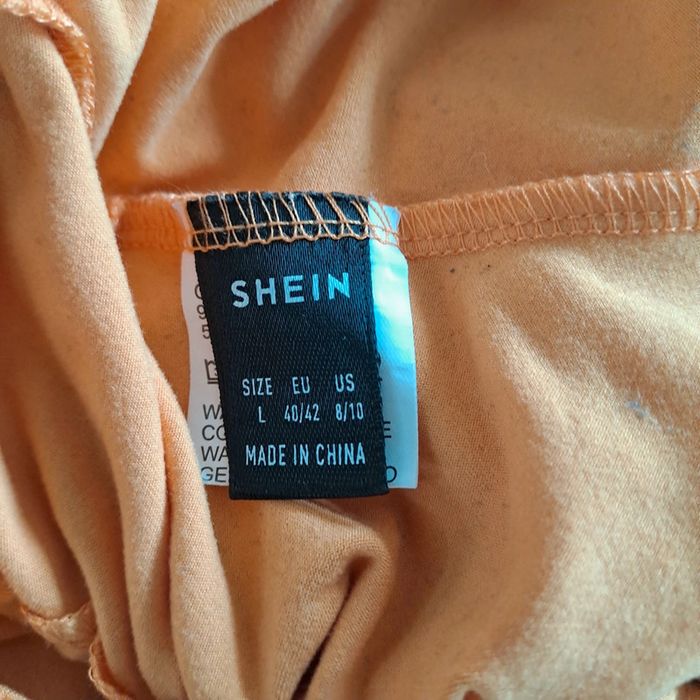 SHEIN
SIZE EU US
L 40/42 8/10
MADE IN CHINA